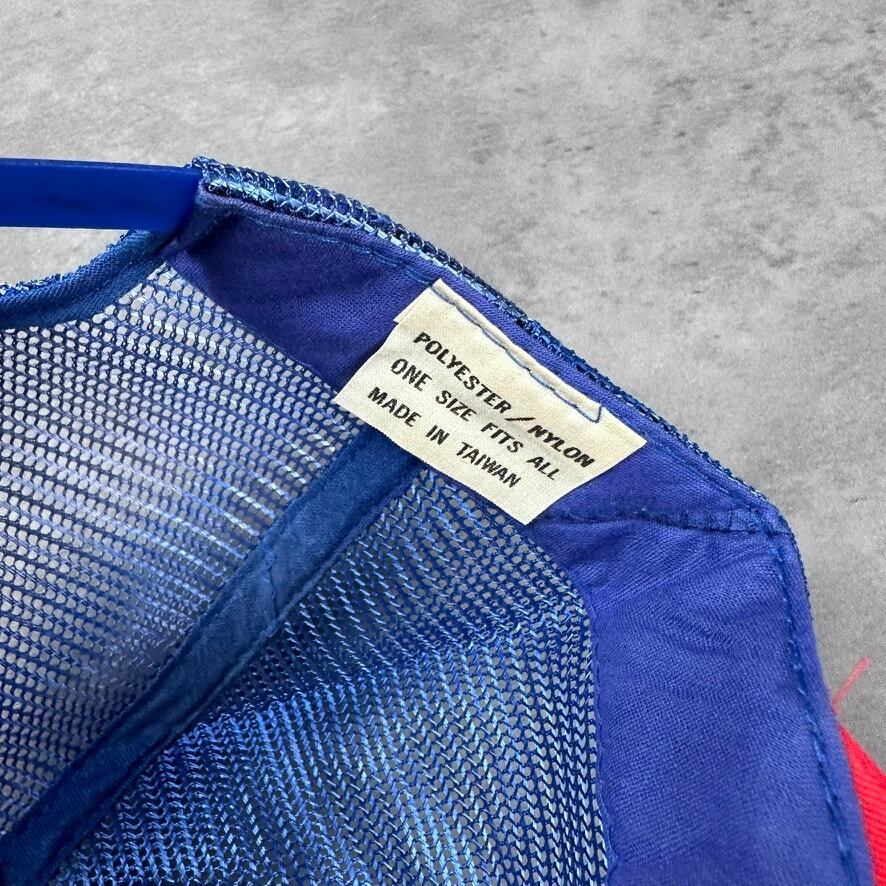 POLYESTER/NYLON
ONE SIZE FITS ALL
MADE IN TAIWAN